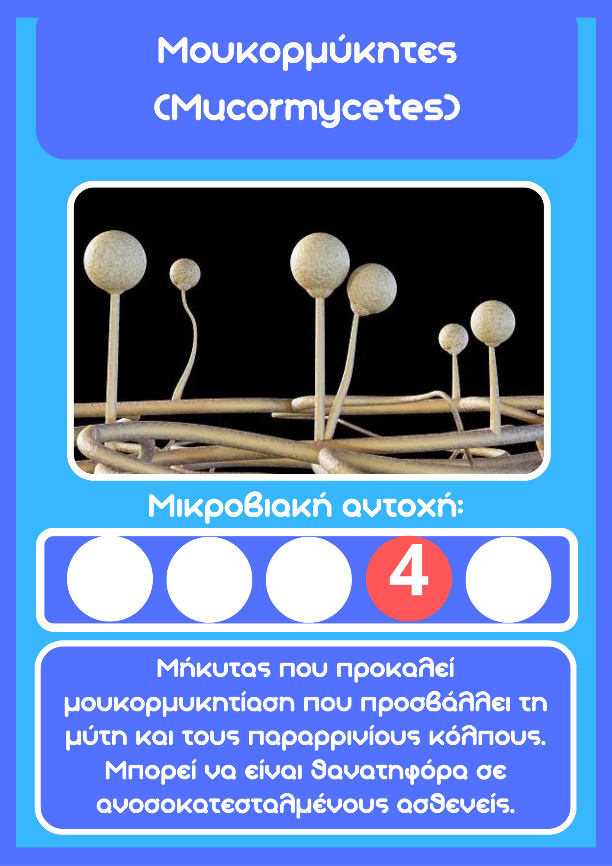 Μουκορμύκητες
(Mucormycetes)
Μικροβιακή αντοχή:
4
Μήκυτας που προκαλεί
μουκορμυκητίαση που προσβάλλει τη
μύτη και τους παραρρινίους κόλπους.
Μπορεί να είναι θανατηφόρα σε
ανοσοκατεσταλμένους ασθενείς.